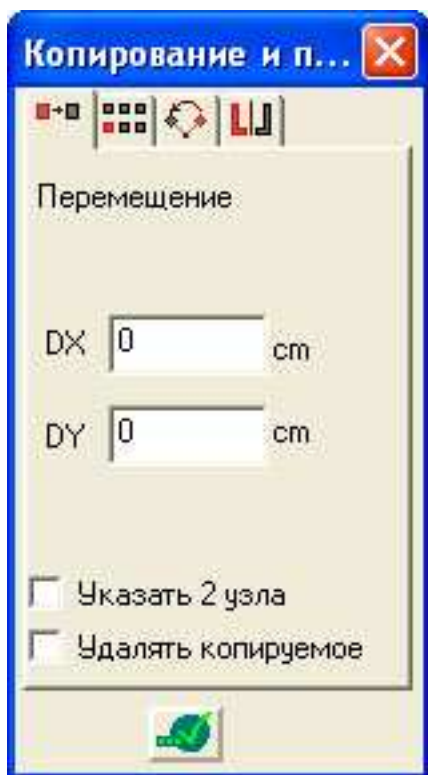 Копирование и п...
Перемещение
DX 0 cm
DY 0 cm
Указать 2 узла
Удалять копируемое